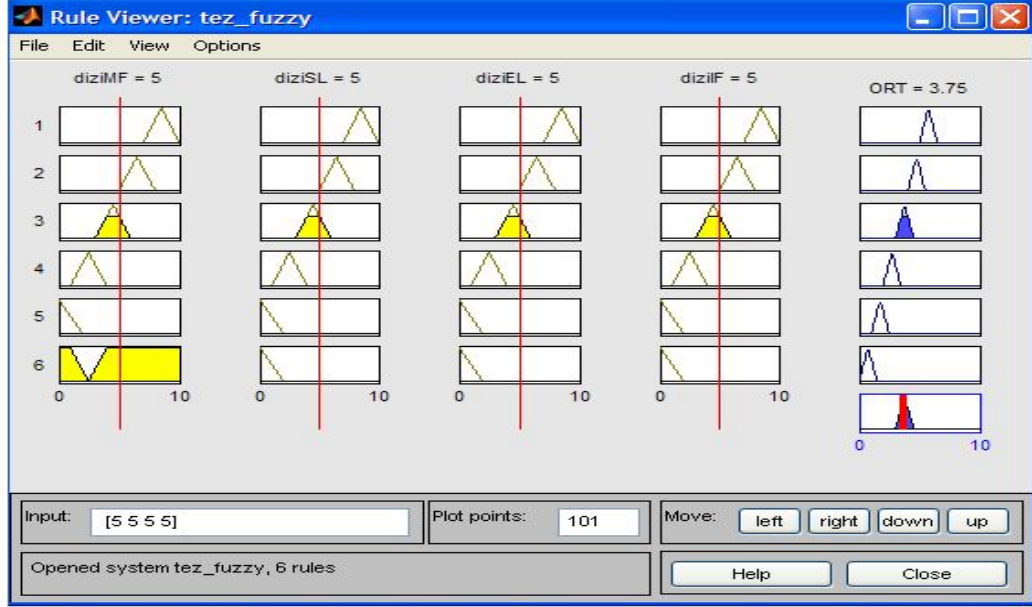 Rule Viewer: tez_fuzzy
File Edit View Options
diziMF = 5 diziSL = 5 diziEL = 5 diziIF = 5 ORT = 3.75
1
2
3
4
5
6
0 10 0 10 0 10 0 10
0 10
Input: [5 5 5 5] Plot points: 101 Move: left right down up
Opened system tez_fuzzy, 6 rules Help Close